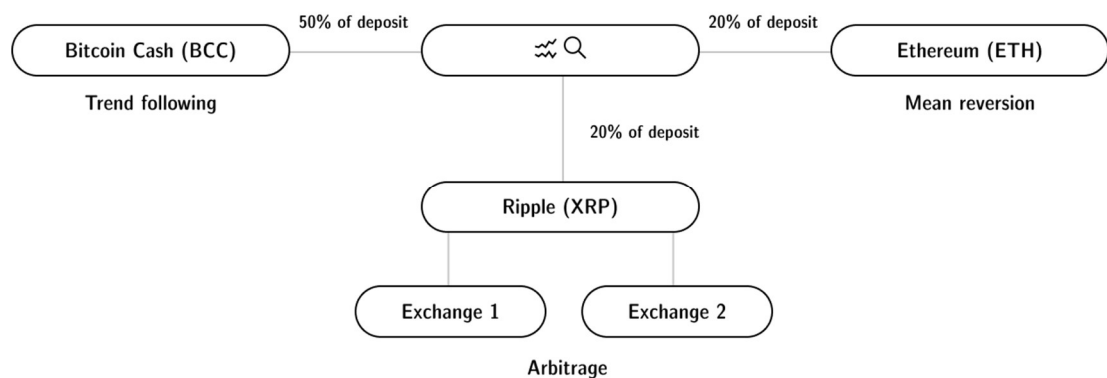 50% of deposit
20% of deposit
Bitcoin Cash (BCC)
Ethereum (ETH)
Trend following
Mean reversion
20% of deposit
Ripple (XRP)
Exchange 1
Exchange 2
Arbitrage